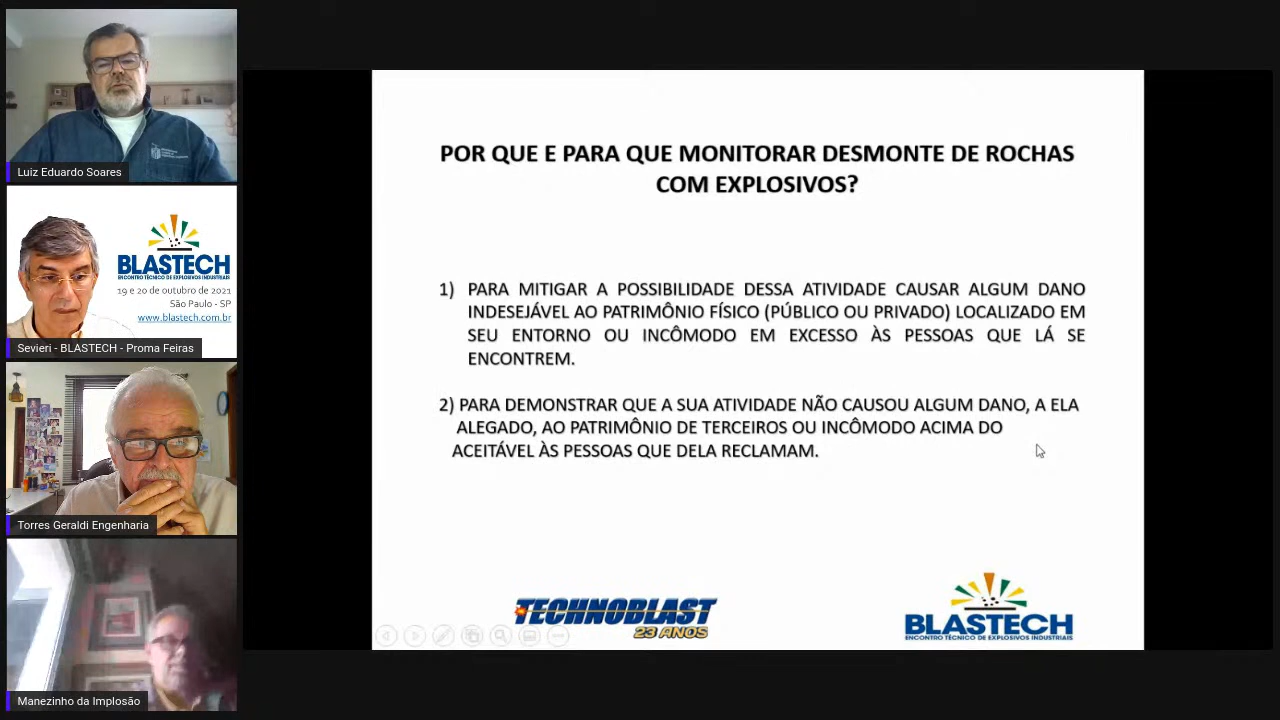 Luiz Eduardo Soares
BLASTECH
ENCONTRO TÉCNICO DE EXPLOSIVOS INDUSTRIAIS
19 e 20 de outubro de 2021
São Paulo - SP
www.blastech.com.br
Sevieri - BLASTECH - Proma Feiras
Torres Geraldi Engenharia
Manezinho da Implosão
POR QUE E PARA QUE MONITORAR DESMONTE DE ROCHAS
COM EXPLOSIVOS?
1) PARA MITIGAR A POSSIBILIDADE DESSA ATIVIDADE CAUSAR ALGUM DANO
INDESEJÁVEL AO PATRIMÔNIO FÍSICO (PÚBLICO OU PRIVADO) LOCALIZADO EM
SEU ENTORNO OU INCÔMODO EM EXCESSO ÀS PESSOAS QUE LÁ SE
ENCONTREM.
2) PARA DEMONSTRAR QUE A SUA ATIVIDADE NÃO CAUSOU ALGUM DANO, A ELA
ALEGADO, AO PATRIMÔNIO DE TERCEIROS OU INCÔMODO ACIMA DO
ACEITÁVEL ÀS PESSOAS QUE DELA RECLAMAM.
TECHNOBLAST
23 ANOS
BLASTECH
ENCONTRO TÉCNICO DE EXPLOSIVOS INDUSTRIAIS